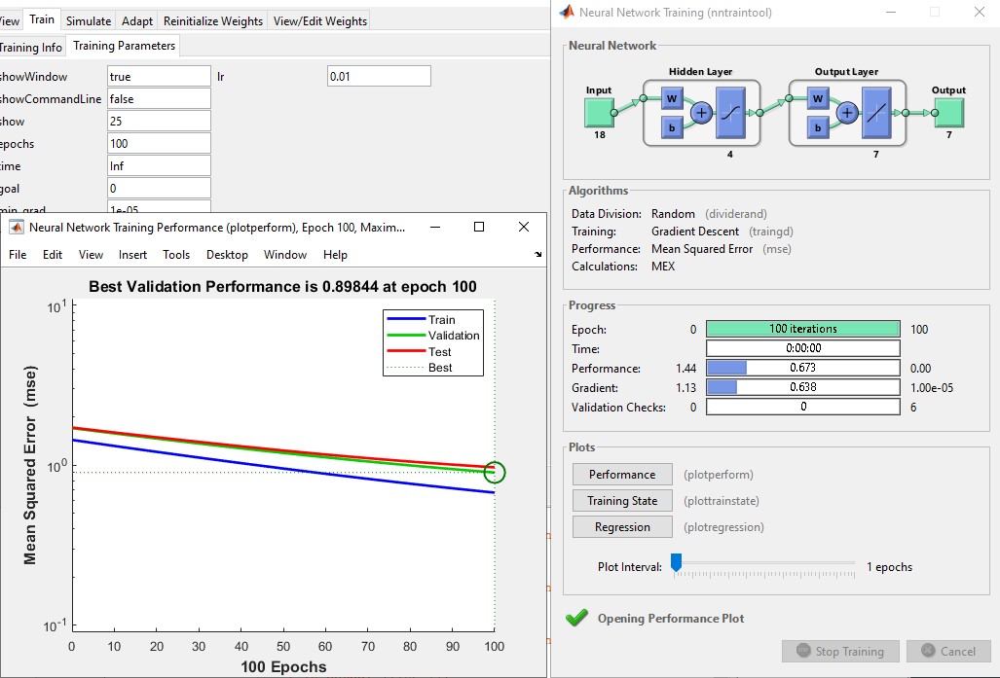 View Train Simulate Adapt Reinitialize Weights View/Edit Weights
Training Info Training Parameters
showWindow true lr 0.01
showCommandLine false
show 25
epochs 100
time Inf
goal 0
min_grad 1e-05
Neural Network Training Performance (plotperform), Epoch 100, Maxim...
File Edit View Insert Tools Desktop Window Help
Best Validation Performance is 0.89844 at epoch 100
Mean Squared Error (mse)
10^1
10^0
10^-1
Train
Validation
Test
Best
0 10 20 30 40 50 60 70 80 90 100
100 Epochs
Neural Network Training (nntraintool)
Neural Network
Hidden Layer Output Layer
Input Output
W W
b b
18 7
4 7
Algorithms
Data Division: Random (dividerand)
Training: Gradient Descent (traingd)
Performance: Mean Squared Error (mse)
Calculations: MEX
Progress
Epoch: 0 100 iterations 100
Time: 0:00:00
Performance: 1.44 0.673 0.00
Gradient: 1.13 0.638 1.00e-05
Validation Checks: 0 0 6
Plots
Performance (plotperform)
Training State (plottrainstate)
Regression (plotregression)
Plot Interval: 1 epochs
Opening Performance Plot
Stop Training Cancel